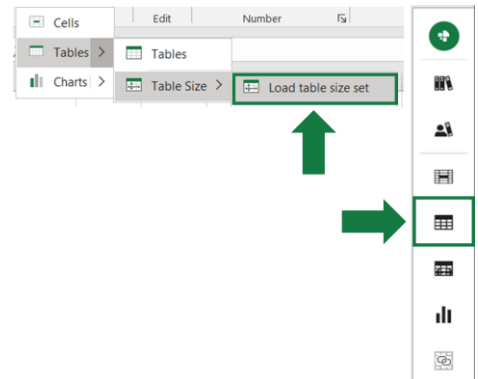 Cells
Edit
Number
Tables
Tables
Charts
Table Size
Load table size set